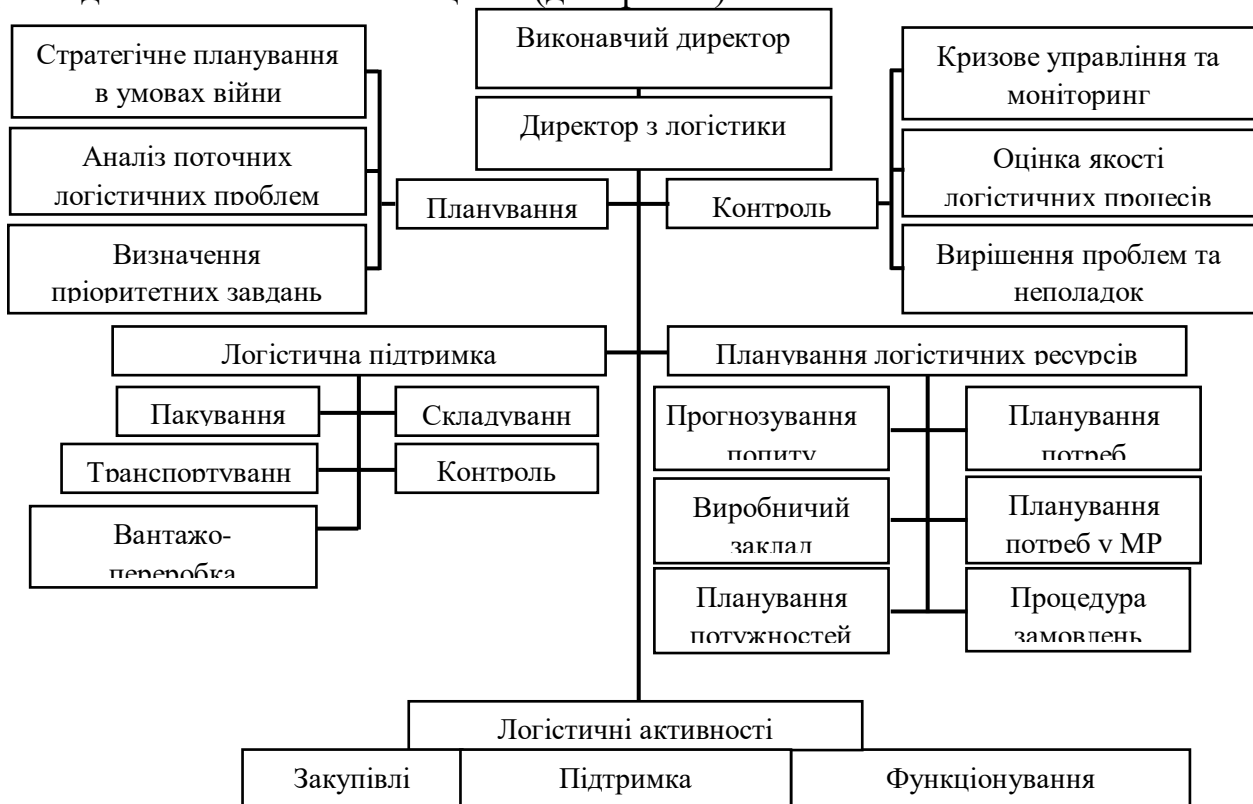 Виконавчий директор
Директор з логістики
Стратегічне планування
в умовах війни
Аналіз поточних
логістичних проблем
Визначення
пріоритетних завдань
Планування
Контроль
Кризове управління та
моніторинг
Оцінка якості
логістичних процесів
Вирішення проблем та
неполадок
Логістична підтримка
Планування логістичних ресурсів
Пакування
Складуванн
Транспортуванн
Контроль
Вантажо-
переробка
Прогнозування
попиту
Планування
потреб
Виробничий
заклад
Планування
потреб у МР
Планування
потужностей
Процедура
замовлень
Логістичні активності
Закупівлі
Підтримка
Функціонування